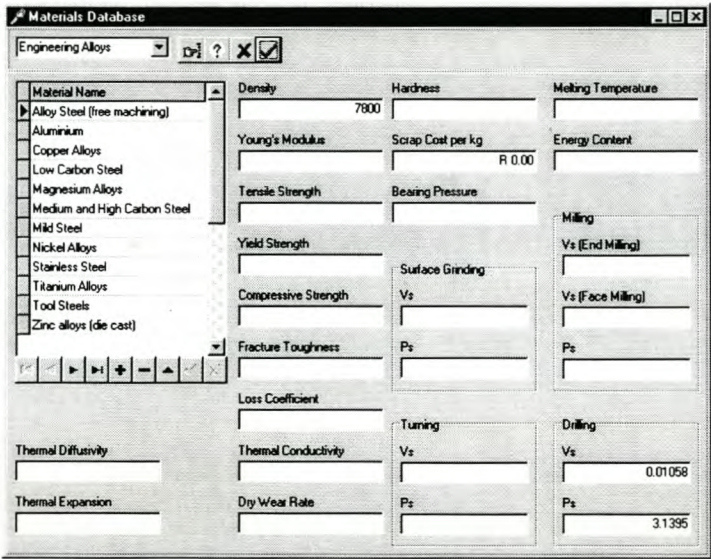 Materials Database
Engineering Alloys
?
Material Name
Alloy Steel (free machining)
Aluminium
Copper Alloys
Low Carbon Steel
Magnesium Alloys
Medium and High Carbon Steel
Mild Steel
Nickel Alloys
Stainless Steel
Titanium Alloys
Tool Steels
Zinc alloys (die cast)
Thermal Diffusivity
Thermal Expansion
Density
7800
Young's Modulus
Tensile Strength
Yield Strength
Compressive Strength
Fracture Toughness
Loss Coefficient
Thermal Conductivity
Dry Wear Rate
Hardness
Scrap Cost per kg
R 0.00
Bearing Pressure
Surface Grinding
Vs
Ps
Turning
Vs
Ps
Melting Temperature
Energy Content
Milling
Vs (End Milling)
Vs (Face Milling)
Ps
Drilling
Vs
0.01058
Ps
3.1395